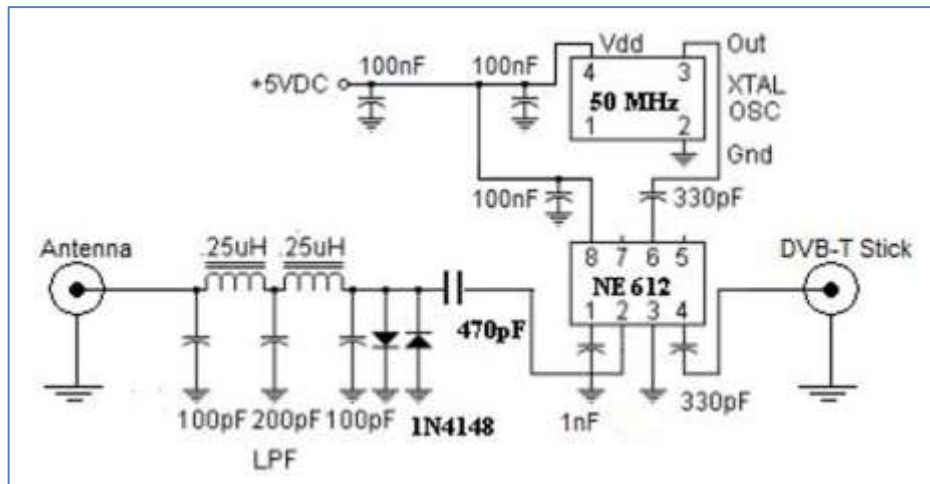 Vdd
Out
100nF
100nF
4
3
XTAL
+5VDC
50 MHz
OSC
1
2
Gnd
100nF
330pF
Antenna
.25uH
.25uH
DVB-T Stick
8
7
6
5
NE 612
1
2
3
4
470pF
330pF
100pF
200pF
100pF
1N4148
1nF
LPF